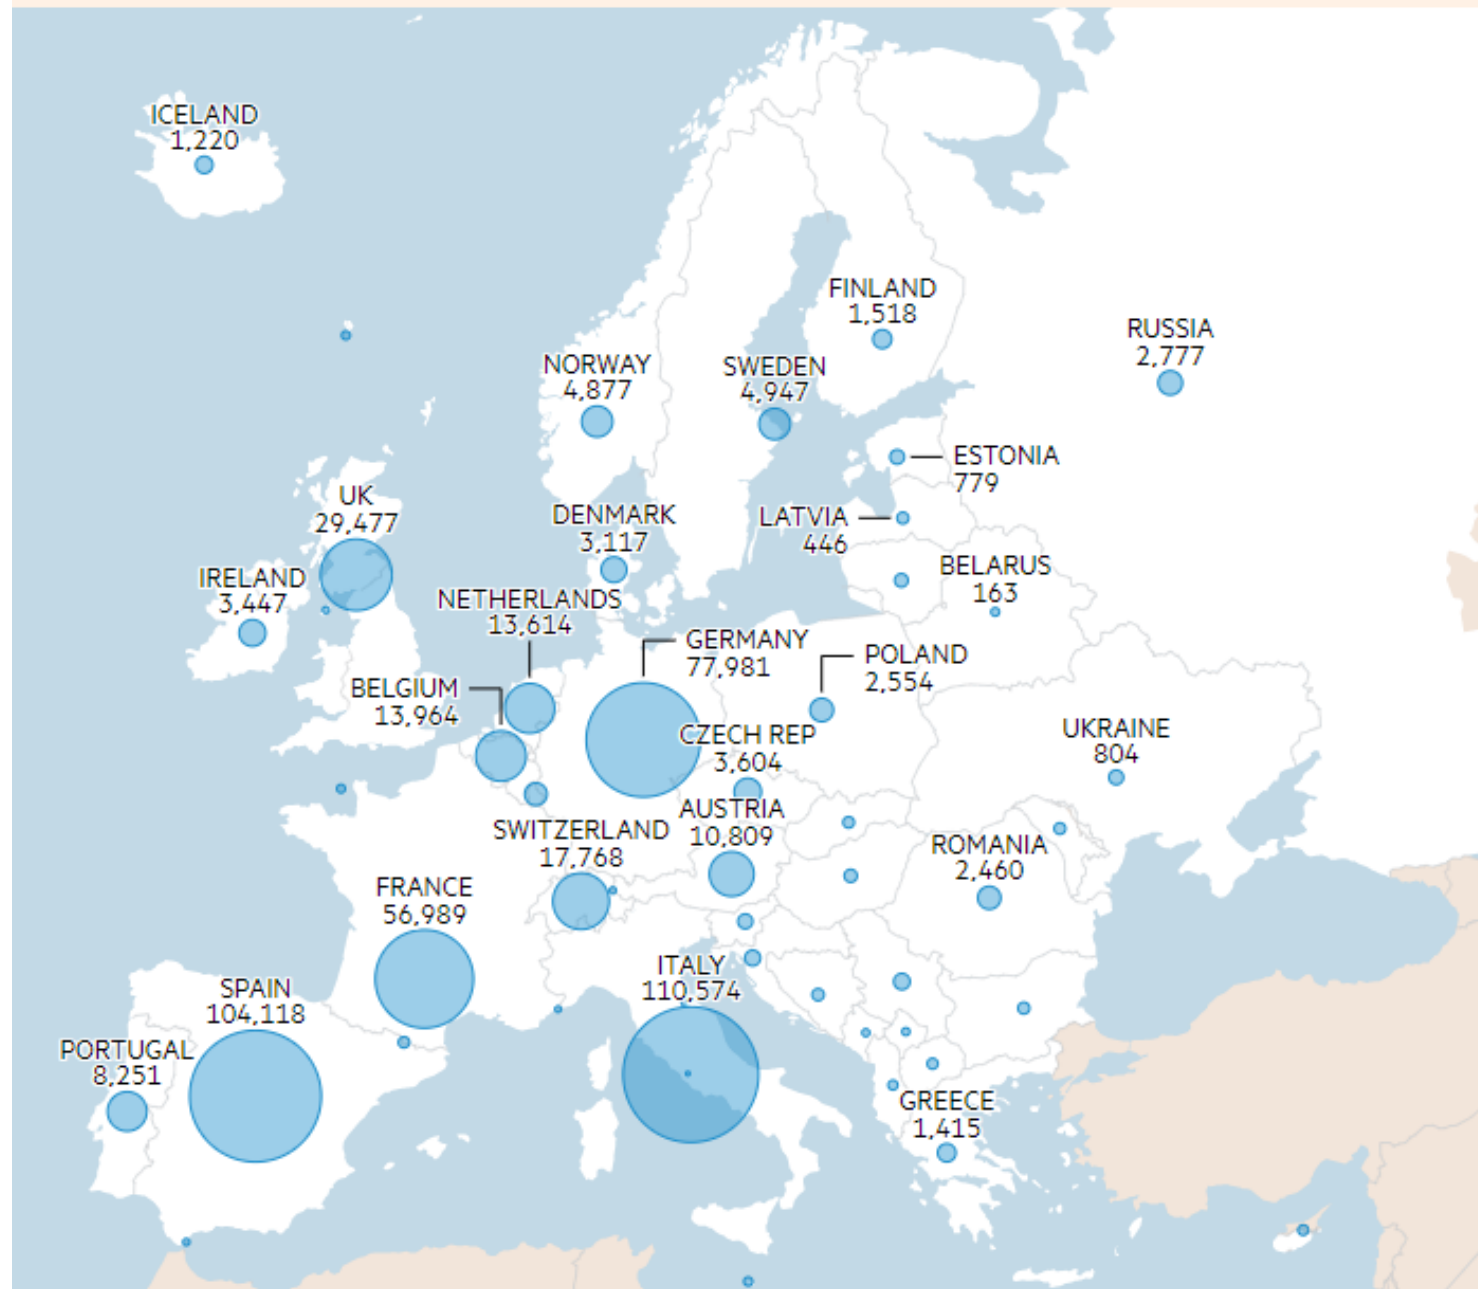 ICELAND
1,220
FINLAND
1,518
RUSSIA
2,777
NORWAY
4,877
SWEDEN
4,947
ESTONIA
779
UK
29,477
DENMARK
3,117
LATVIA
446
IRELAND
3,447
BELARUS
163
NETHERLANDS
13,614
GERMANY
77,981
POLAND
2,554
BELGIUM
13,964
CZECH REP
3,604
UKRAINE
804
AUSTRIA
10,809
SWITZERLAND
17,768
ROMANIA
2,460
FRANCE
56,989
ITALY
110,574
SPAIN
104,118
PORTUGAL
8,251
GREECE
1,415